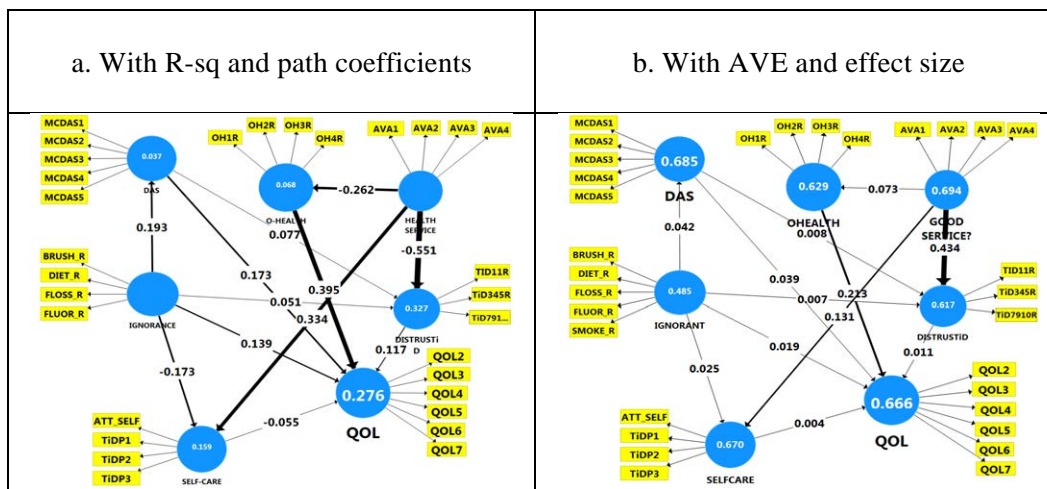 a. With R-sq and path coefficients
MCDAS1
MCDAS2
MCDAS3
MCDAS4
MCDAS5
0.037
DAS
OH1R
OH2R
OH3R
OH4R
0.068
O-HEALTH
AVA1
AVA2
AVA3
AVA4
HEALTH
SERVICE
-0.262
0.193
0.077
-0.551
0.173
0.395
0.334
0.051
BRUSH_R
DIET_R
FLOSS_R
FLUOR_R
IGNORANCE
0.139
-0.173
TID11R
TiD345R
TiD791...
0.327
DISTRUSTi
D
0.117
0.276
QOL
QOL2
QOL3
QOL4
QOL5
QOL6
QOL7
-0.055
ATT_SELF
TiDP1
TiDP2
TiDP3
0.159
SELF-CARE
b. With AVE and effect size
MCDAS1
MCDAS2
MCDAS3
MCDAS4
MCDAS5
0.685
DAS
OH1R
OH2R
OH3R
OH4R
0.629
OHEALTH
AVA1
AVA2
AVA3
AVA4
0.694
GOOD
SERVICE?
0.073
0.042
0.008
0.434
0.039
0.213
0.131
0.007
BRUSH_R
DIET_R
FLOSS_R
FLUOR_R
SMOKE_R
0.485
IGNORANT
0.019
0.025
TID11R
TiD345R
TiD7910R
0.617
DISTRUSTiD
0.011
0.666
QOL
QOL2
QOL3
QOL4
QOL5
QOL6
QOL7
0.004
ATT_SELF
TiDP1
TiDP2
TiDP3
0.670
SELFCARE